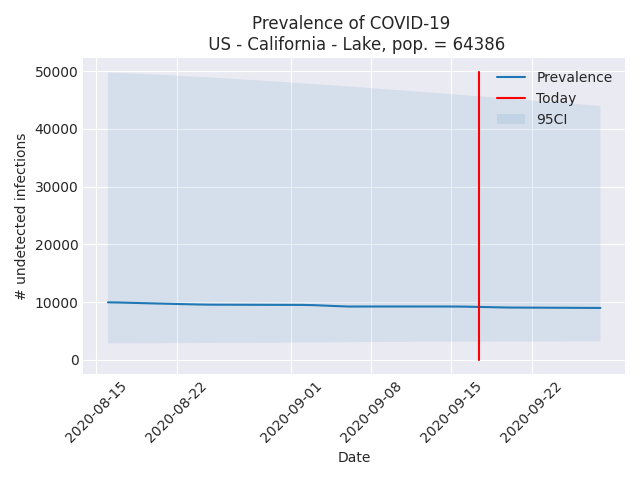 Prevalence of COVID-19
US - California - Lake, pop. = 64386
50000
40000
30000
20000
10000
0
# undetected infections
Prevalence
Today
95CI
2020-08-15
2020-08-22
2020-09-01
2020-09-08
2020-09-15
2020-09-22
Date